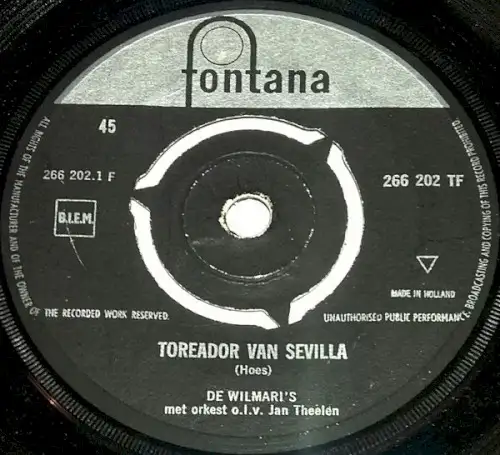 fontana
45
266 202.1 F
266 202 TF
B.I.E.M.
MADE IN HOLLAND
ALL RIGHTS OF THE MANUFACTURER AND OF THE OWNER OF THE RECORDED WORK RESERVED.
UNAUTHORISED PUBLIC PERFORMANCE, BROADCASTING AND COPYING OF THIS RECORD PROHIBITED.
TOREADOR VAN SEVILLA
(Hoes)
DE WILMARI'S
met orkest o.l.v. Jan Theelen